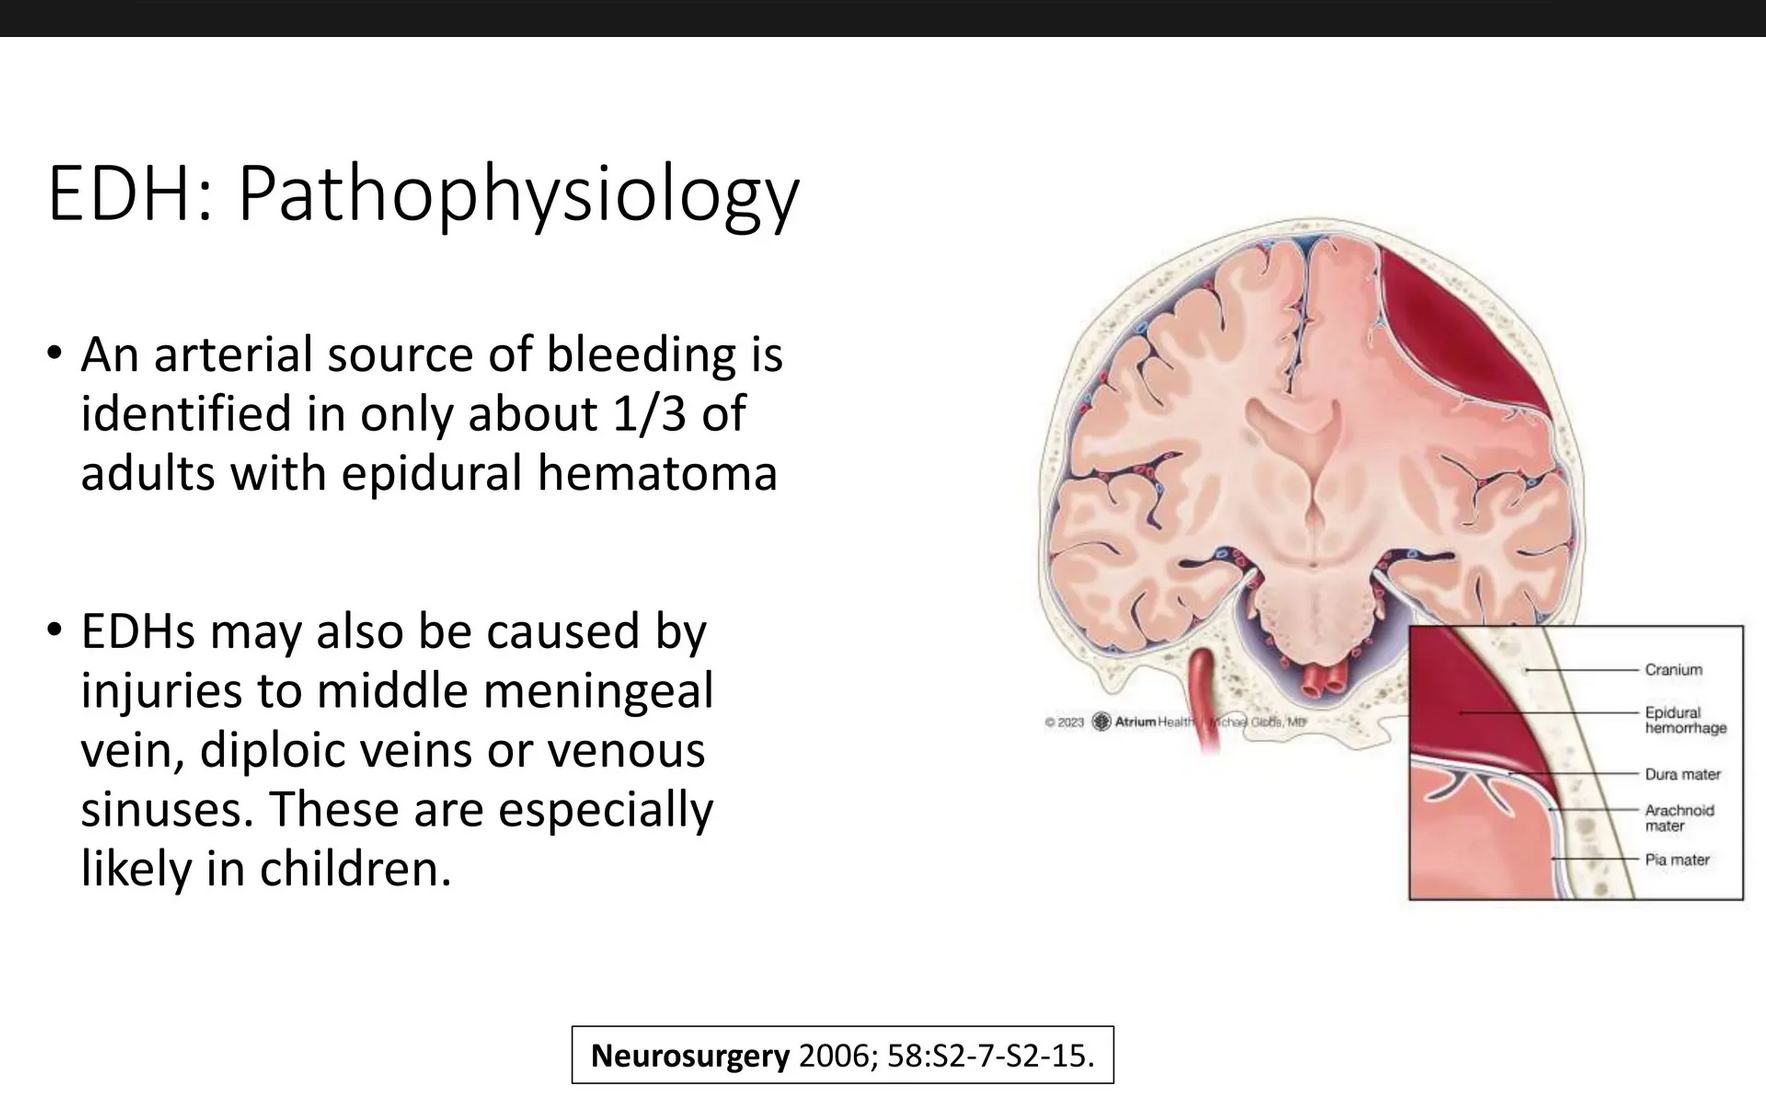 EDH: Pathophysiology
• An arterial source of bleeding is
identified in only about 1/3 of
adults with epidural hematoma
• EDHs may also be caused by
injuries to middle meningeal
vein, diploic veins or venous
sinuses. These are especially
likely in children.
© 2023 Atrium Health Michael Gibbs, MD
Cranium
Epidural
hemorrhage
Dura mater
Arachnoid
mater
Pia mater
Neurosurgery 2006; 58:S2-7-S2-15.